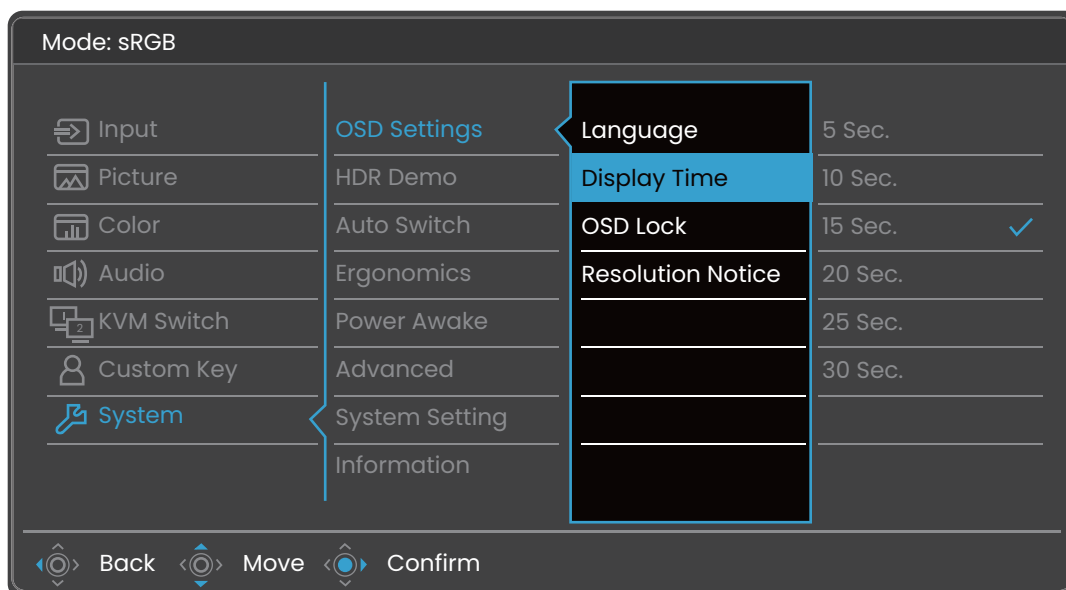 Mode: sRGB
Input
Picture
Color
Audio
1
2
KVM Switch
Custom Key
System
OSD Settings
HDR Demo
Auto Switch
Ergonomics
Power Awake
Advanced
System Setting
Information
Language
Display Time
OSD Lock
Resolution Notice
5 Sec.
10 Sec.
15 Sec.
20 Sec.
25 Sec.
30 Sec.
Back Move Confirm